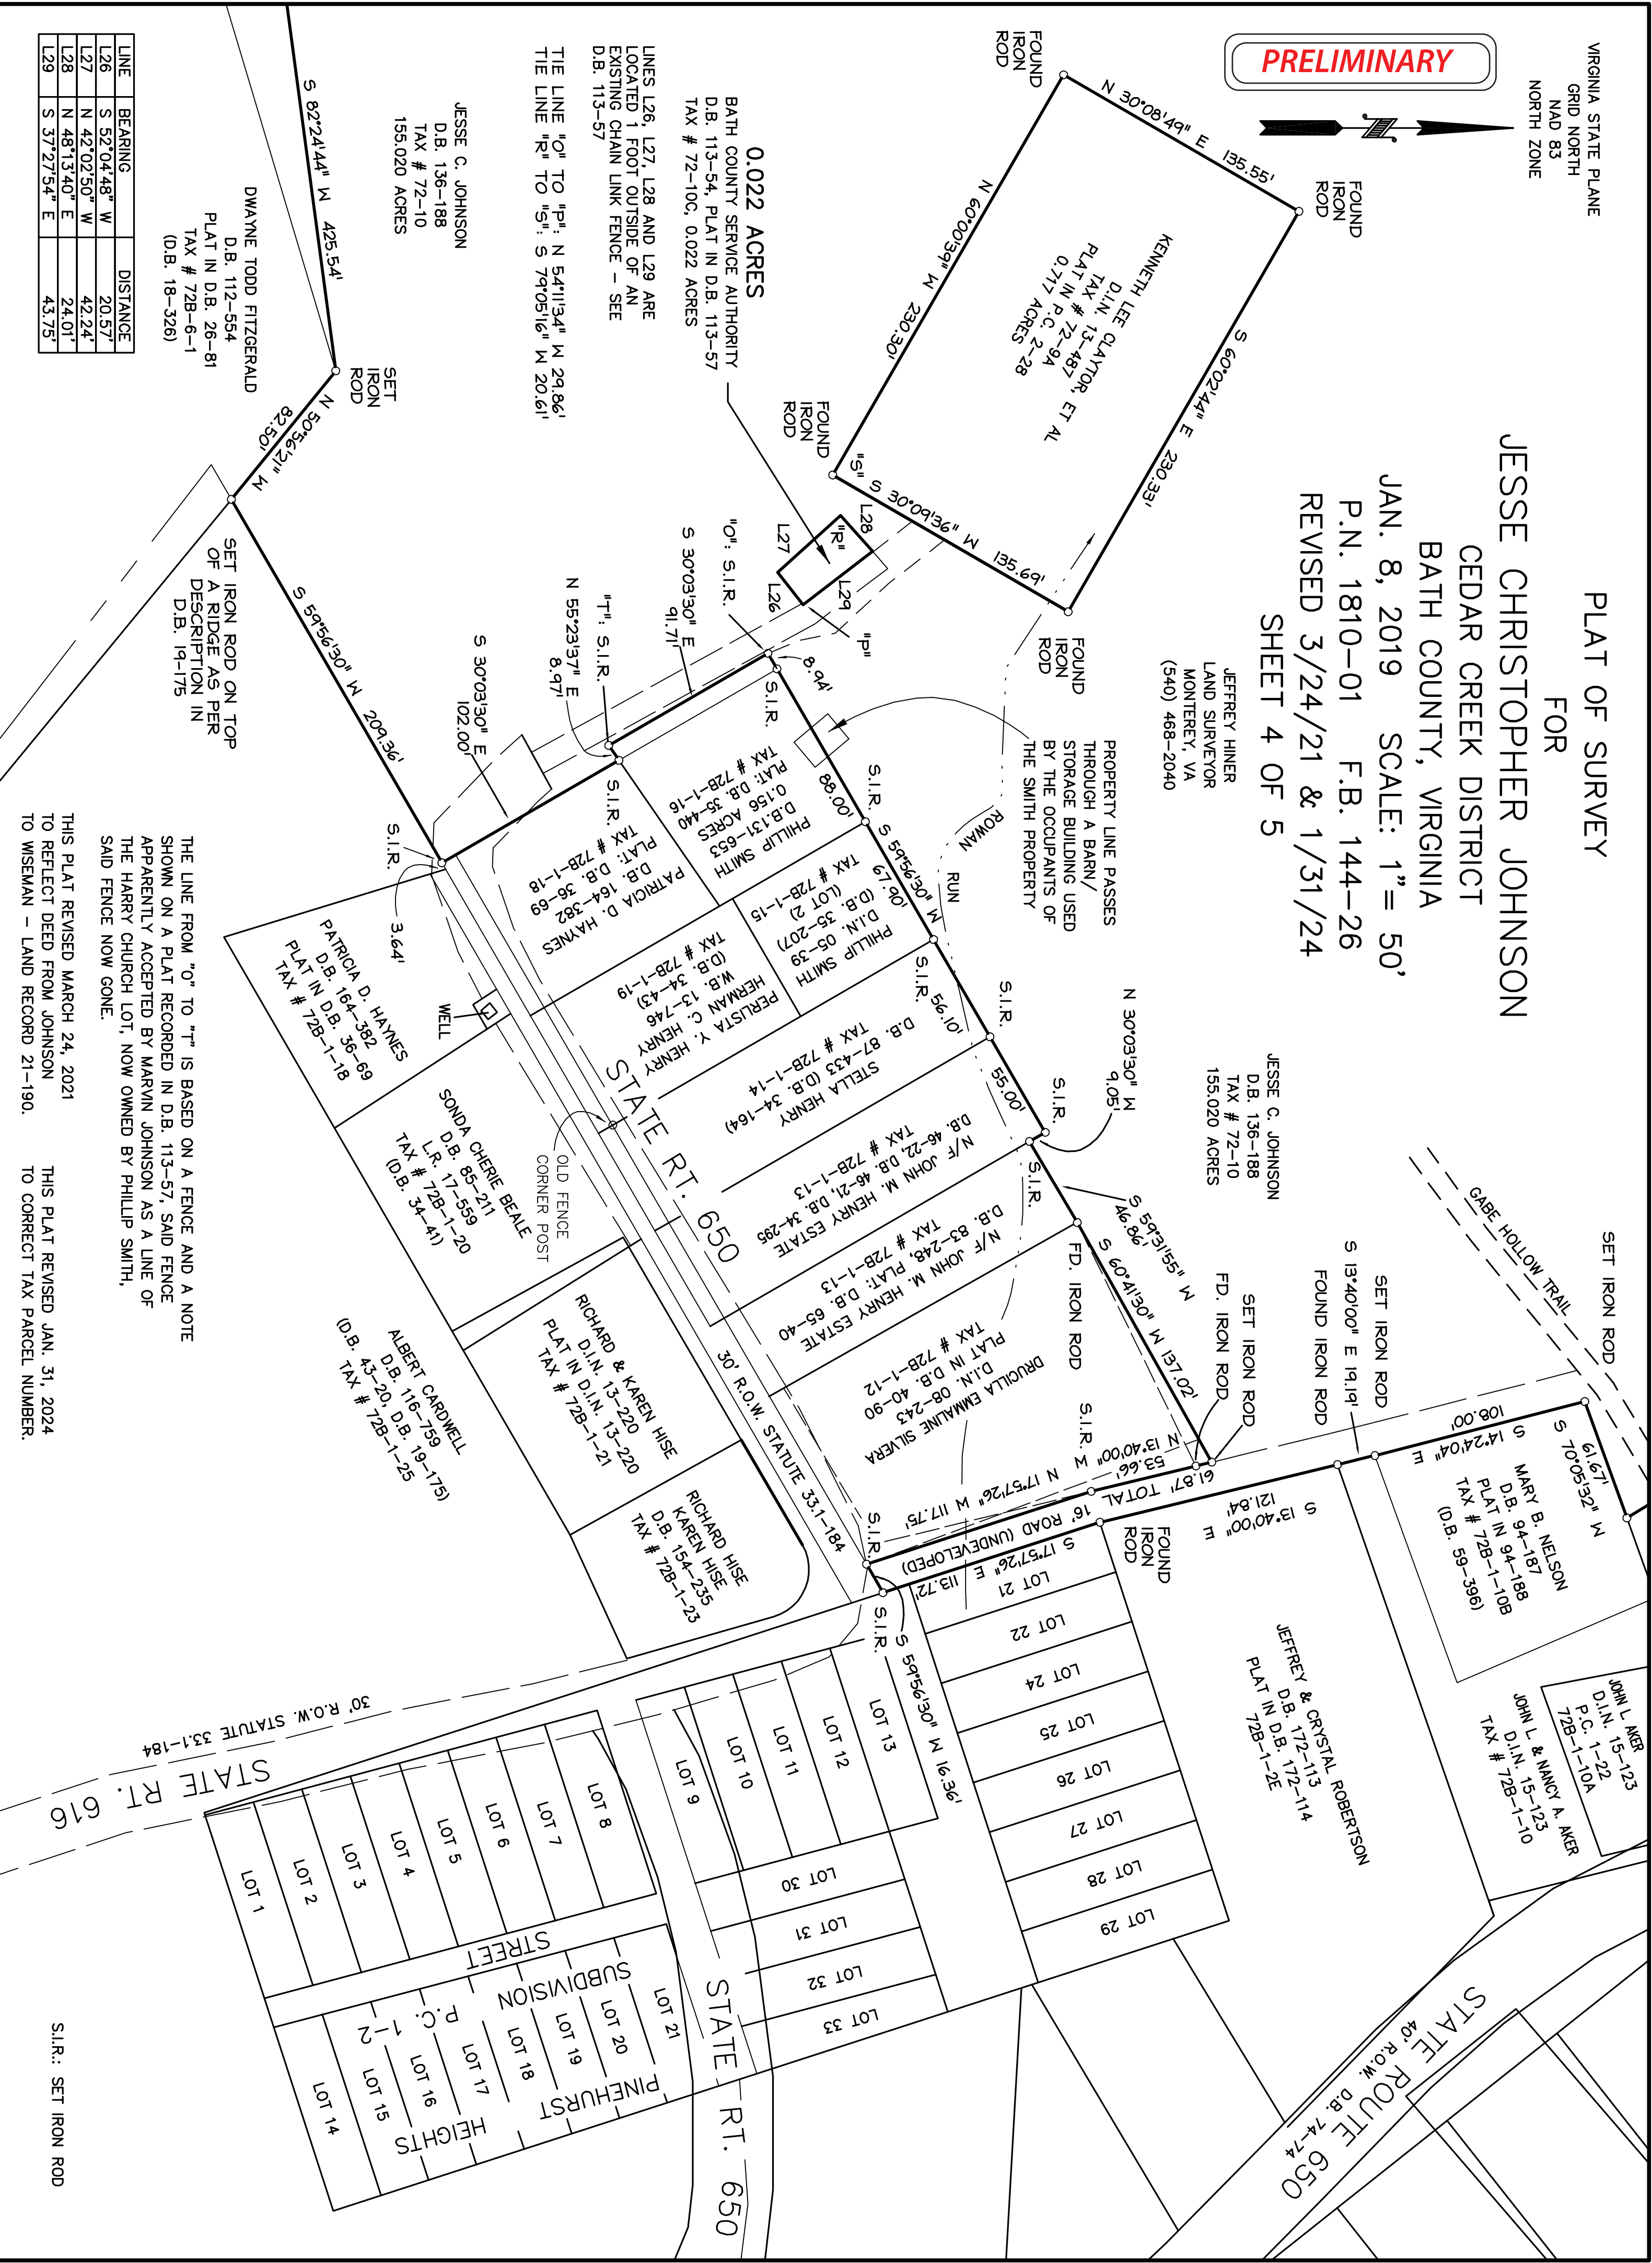 VIRGINIA STATE PLANE
GRID NORTH
NAD 83
NORTH ZONE
PRELIMINARY
PLAT OF SURVEY
FOR
JESSE CHRISTOPHER JOHNSON
CEDAR CREEK DISTRICT
BATH COUNTY, VIRGINIA
JAN. 8, 2019 SCALE: 1"= 50'
P.N. 1810-01 F.B. 144-26
REVISED 3/24/21 & 1/31/24
SHEET 4 OF 5
JEFFREY HINER
LAND SURVEYOR
MONTEREY, VA
(540) 468-2040
FOUND
IRON
ROD
N 30°08'49" E 135.55'
FOUND
IRON
ROD
S 60°02'44" E 230.33'
FOUND
IRON
ROD
N 60°00'39" W
230.30'
KENNETH LEE CLAYTOR, ET AL
D.I.N. 13-487
TAX # 72-9A
PLAT IN P.C. 2-28
0.717 ACRES
FOUND
IRON
ROD
"S" S 30°09'36" W 135.69'
0.022 ACRES
BATH COUNTY SERVICE AUTHORITY
D.B. 113-54, PLAT IN D.B. 113-57
TAX # 72-10C, 0.022 ACRES
LINES L26, L27, L28 AND L29 ARE
LOCATED 1 FOOT OUTSIDE OF AN
EXISTING CHAIN LINK FENCE - SEE
D.B. 113-57
TIE LINE "O" TO "P": N 54°11'34" W 29.86'
TIE LINE "R" TO "S": S 79°05'16" W 20.61'
L28
"R"
L27
L29
L26
"P"
"O": S.I.R.
8.94'
S.I.R.
S 30°03'30" E
91.71'
"T": S.I.R.
N 55°23'37" E
8.97'
S.I.R.
S 30°03'30" E
102.00'
JESSE C. JOHNSON
D.B. 136-188
TAX # 72-10
155.020 ACRES
S 82°24'44" W 425.54'
DWAYNE TODD FITZGERALD
D.B. 112-554
PLAT IN D.B. 26-81
TAX # 72B-6-1
(D.B. 18-326)
SET
IRON
ROD
N 50°56'21" W
82.50'
SET IRON ROD ON TOP
OF A RIDGE AS PER
DESCRIPTION IN
D.B. 19-175
S 59°56'30" W 209.36'
S.I.R.
3.64'
LINE BEARING DISTANCE
L26 S 52°04'48" W 20.57'
L27 N 42°02'50" W 42.24'
L28 N 48°13'40" E 24.01'
L29 S 37°27'54" E 43.75'
PROPERTY LINE PASSES
THROUGH A BARN/
STORAGE BUILDING USED
BY THE OCCUPANTS OF
THE SMITH PROPERTY
ROWAN RUN
88.00'
S.I.R.
S 59°56'30" W
67.90'
S.I.R.
56.10'
S.I.R.
55.00'
S.I.R.
N 30°03'30" W
9.05'
S.I.R.
S 59°31'55" W
46.86'
FD. IRON ROD
S 60°41'30" W 137.02'
FD. IRON ROD
SET IRON ROD
FOUND IRON ROD
S 13°40'00" E 19.19'
SET IRON ROD
JESSE C. JOHNSON
D.B. 136-188
TAX # 72-10
155.020 ACRES
GABE HOLLOW TRAIL
SET IRON ROD
108.00'
S 14°24'04" E
61.67'
S 70°05'32" W
MARY B. NELSON
D.B. 94-187
PLAT IN 94-188
TAX # 72B-1-10B
(D.B. 59-396)
JOHN L AKER
D.I.N. 15-123
P.C. 1-22
72B-1-10A
JOHN L. & NANCY A. AKER
D.I.N. 15-123
TAX # 72B-1-10
JEFFREY & CRYSTAL ROBERTSON
D.B. 172-113
PLAT IN D.B. 172-114
72B-1-2E
S 13°40'00" E
121.84'
FOUND
IRON
ROD
61.87' TOTAL
53.66'
N 13°40'00" W
S.I.R.
N 17°57'26" W 117.75'
16' ROAD (UNDEVELOPED)
S 17°57'26" E 113.72'
S.I.R.
S.I.R.
S 59°56'30" W 16.36'
PHILLIP SMITH
D.B.131-653
0.156 ACRES
PLAT: D.B. 35-440
TAX # 72B-1-16
PATRICIA D. HAYNES
D.B. 164-382
PLAT: D.B. 36-69
TAX # 72B-1-18
PHILLIP SMITH
D.I.N. 05-39
(D.B. 35-207)
(LOT 2)
TAX # 72B-1-15
PERLISTA Y. HENRY
HERMAN C. HENRY
W.B. 13-746
(D.B. 34-43)
TAX # 72B-1-19
STELLA HENRY
D.B. 87-433 (D.B. 34-164)
TAX # 72B-1-14
N/F JOHN M. HENRY ESTATE
D.B. 46-22, D.B. 46-21, D.B. 34-295
TAX # 72B-1-13
N/F JOHN M. HENRY ESTATE
D.B. 83-248, PLAT: D.B. 65-40
TAX # 72B-1-13
DRUCILLA EMMALINE SILVERA
D.I.N. 08-243
PLAT IN D.B. 40-90
TAX # 72B-1-12
STATE RT. 650
30' R.O.W. STATUTE 33.1-184
OLD FENCE
CORNER POST
WELL
PATRICIA D. HAYNES
D.B. 164-382
PLAT IN D.B. 36-69
TAX # 72B-1-18
SONDA CHERIE BEALE
D.B. 85-211
L.R. 17-559
TAX # 72B-1-20
(D.B. 34-41)
RICHARD & KAREN HISE
D.I.N. 13-220
PLAT IN D.I.N. 13-220
TAX # 72B-1-21
RICHARD HISE
KAREN HISE
D.B. 154-235
TAX # 72B-1-23
ALBERT CARDWELL
D.B. 116-759
(D.B. 43-20, D.B. 19-175)
TAX # 72B-1-25
LOT 21
LOT 22
LOT 24
LOT 25
LOT 26
LOT 27
LOT 28
LOT 29
LOT 13
LOT 12
LOT 11
LOT 10
LOT 9
LOT 30
LOT 31
LOT 32
LOT 33
LOT 8
LOT 7
LOT 6
LOT 5
LOT 4
LOT 3
LOT 2
LOT 1
STREET
LOT 21
LOT 20
LOT 19
LOT 18
LOT 17
LOT 16
LOT 15
LOT 14
PINEHURST
HEIGHTS
SUBDIVISION
P.C. 1-2
STATE RT. 650
STATE ROUTE 650
40' R.O.W. D.B. 74-74
30' R.O.W. STATUTE 33.1-184
STATE RT. 616
THE LINE FROM "O" TO "T" IS BASED ON A FENCE AND A NOTE
SHOWN ON A PLAT RECORDED IN D.B. 113-57, SAID FENCE
APPARENTLY ACCEPTED BY MARVIN JOHNSON AS A LINE OF
THE HARRY CHURCH LOT, NOW OWNED BY PHILLIP SMITH,
SAID FENCE NOW GONE.
THIS PLAT REVISED MARCH 24, 2021
TO REFLECT DEED FROM JOHNSON
TO WISEMAN - LAND RECORD 21-190.
THIS PLAT REVISED JAN. 31, 2024
TO CORRECT TAX PARCEL NUMBER.
S.I.R.: SET IRON ROD